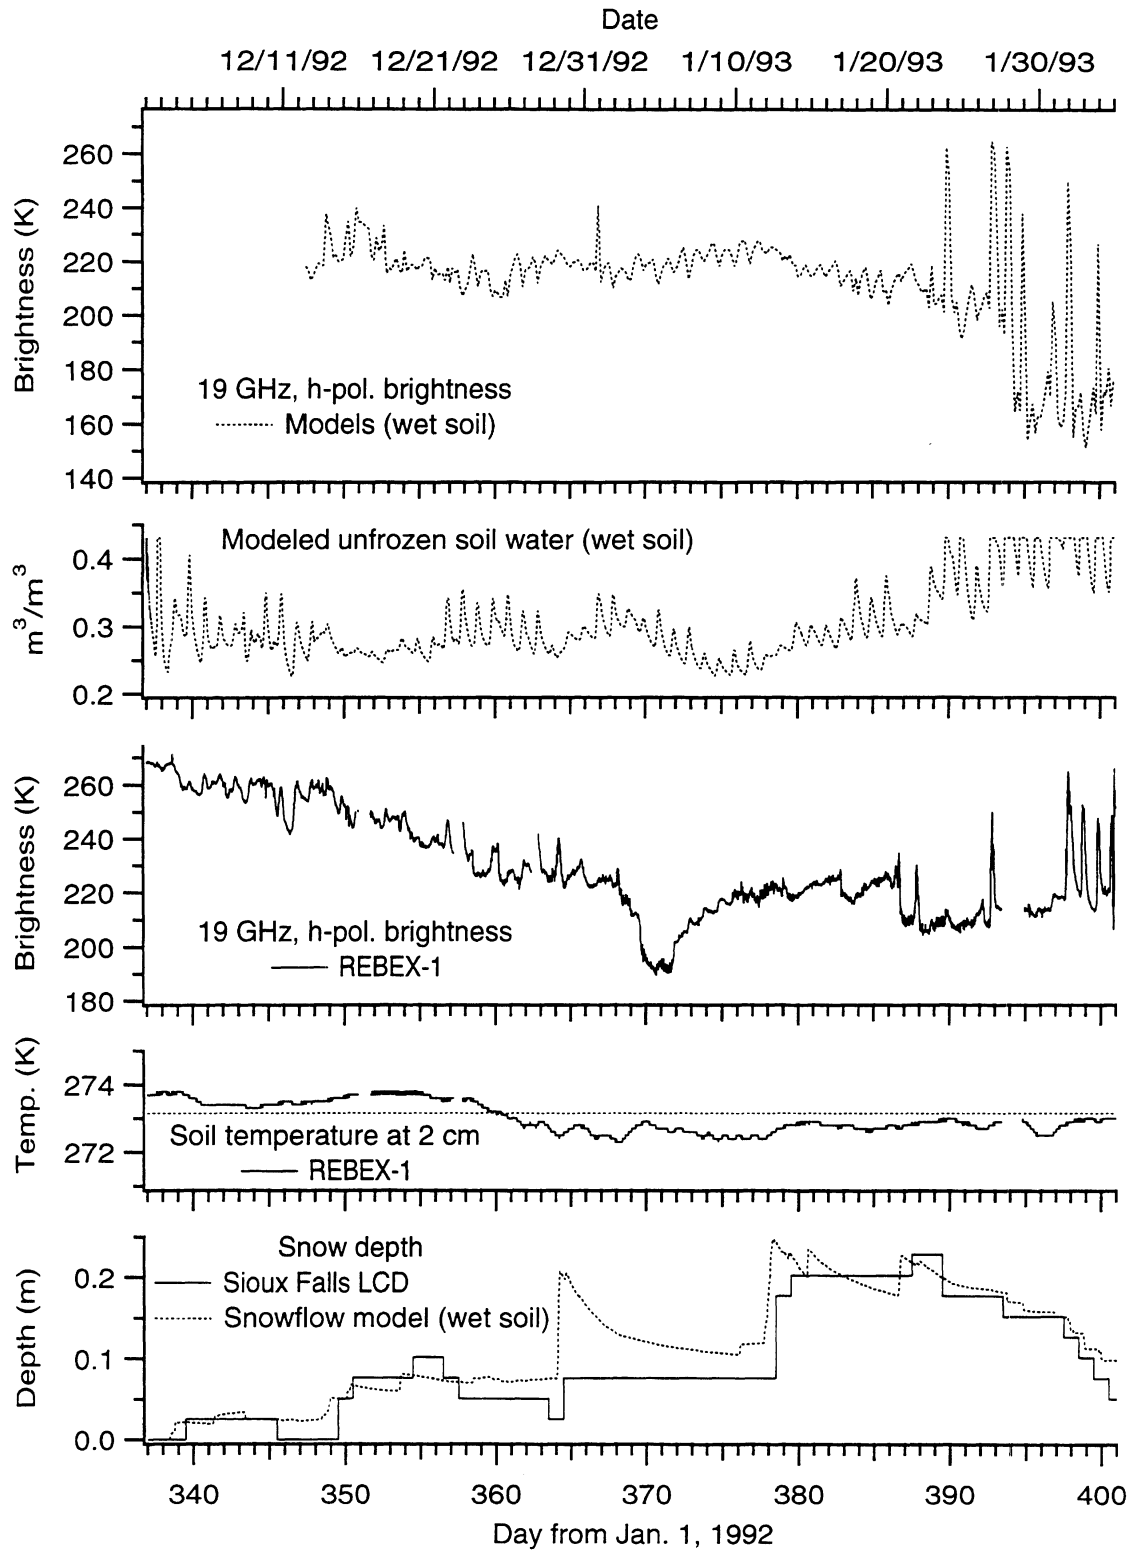 Date
12/11/92 12/21/92 12/31/92 1/10/93 1/20/93 1/30/93
Brightness (K)
260
240
220
200
180
160
140
19 GHz, h-pol. brightness
Models (wet soil)
m³/m³
0.4
0.3
0.2
Modeled unfrozen soil water (wet soil)
Brightness (K)
260
240
220
200
180
19 GHz, h-pol. brightness
REBEX-1
Temp. (K)
274
272
Soil temperature at 2 cm
REBEX-1
Depth (m)
0.2
0.1
0.0
Snow depth
Sioux Falls LCD
Snowflow model (wet soil)
340 350 360 370 380 390 400
Day from Jan. 1, 1992